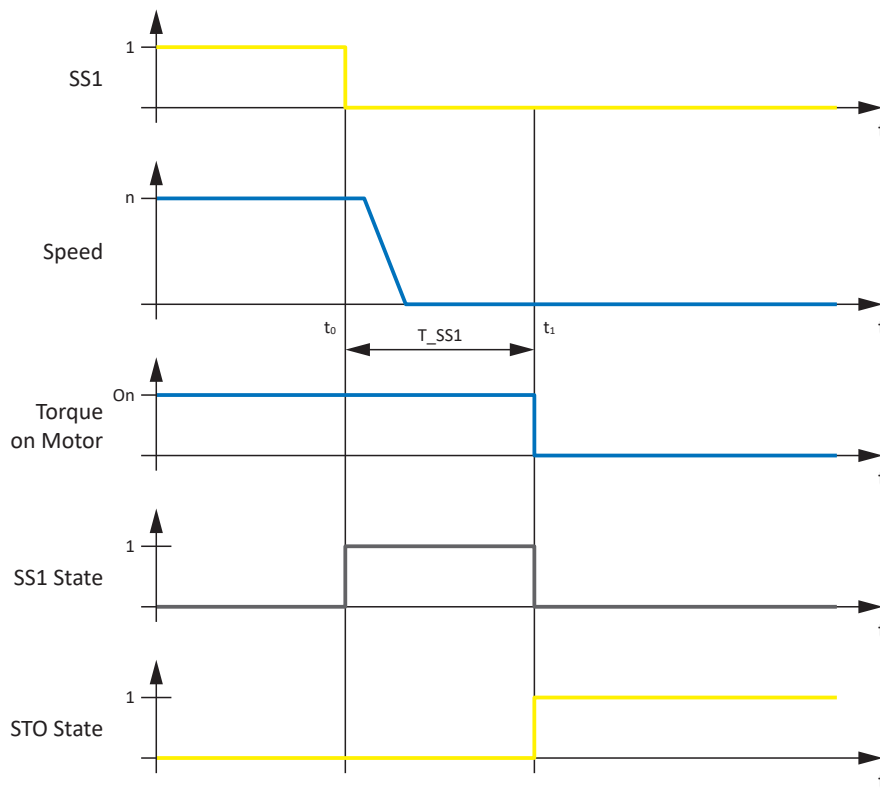 1
SS1
t
n
Speed
t
t₀
T_SS1
t₁
On
Torque
on Motor
t
1
SS1 State
t
1
STO State
t